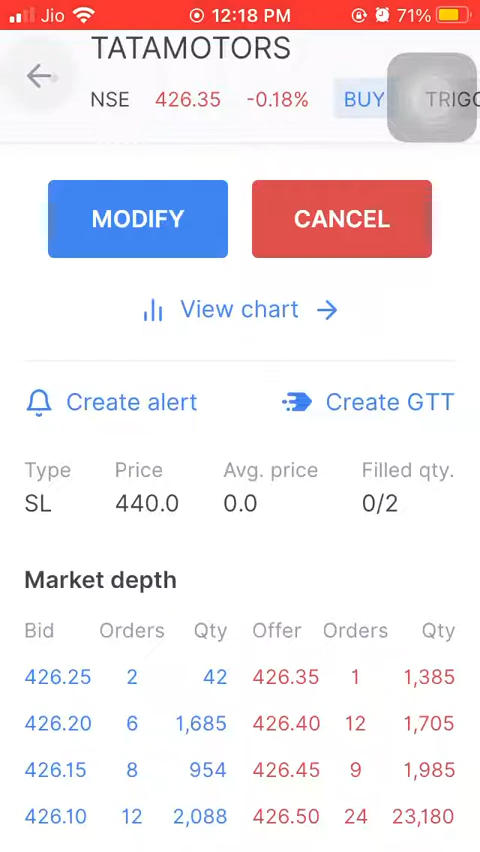 Jio 12:18 PM 71%
TATAMOTORS
NSE 426.35 -0.18% BUY
MODIFY CANCEL
View chart
Create alert Create GTT
Type Price Avg. price Filled qty.
SL 440.0 0.0 0/2
Market depth
Bid Orders Qty Offer Orders Qty
426.25 2 42 426.35 1 1,385
426.20 6 1,685 426.40 12 1,705
426.15 8 954 426.45 9 1,985
426.10 12 2,088 426.50 24 23,180